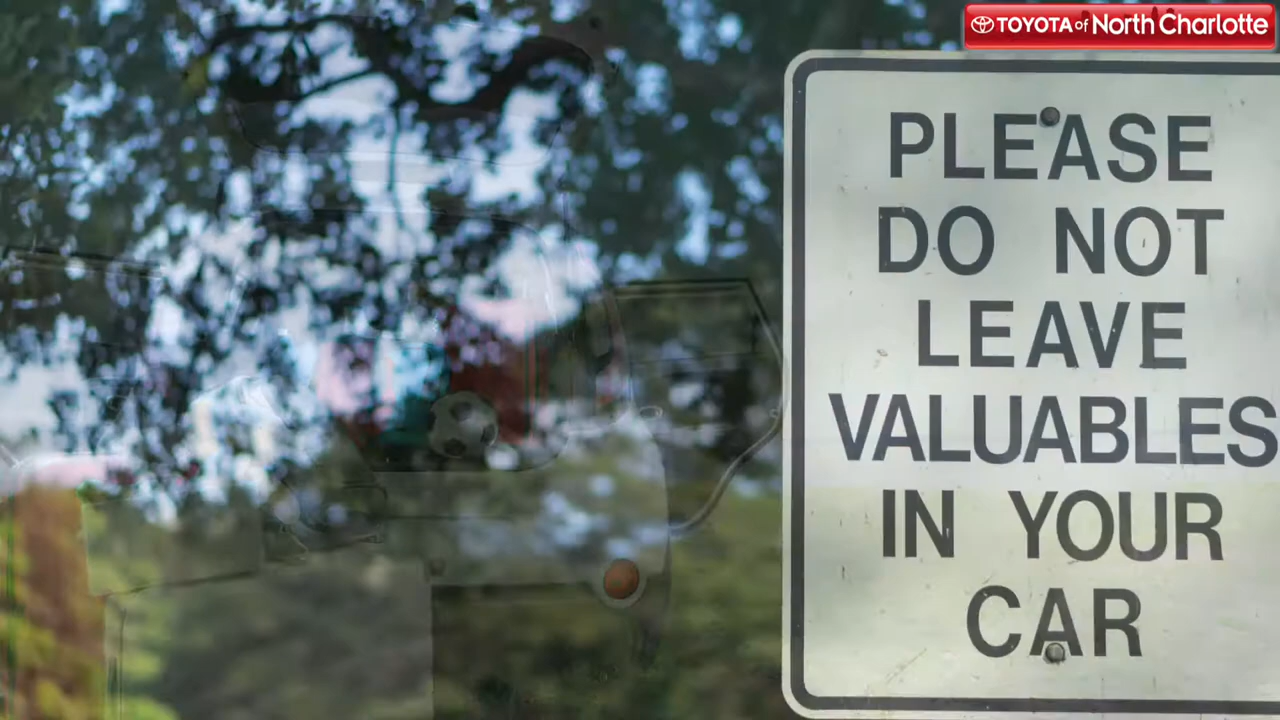 TOYOTA of North Charlotte
PLEASE
DO NOT
LEAVE
VALUABLES
IN YOUR
CAR